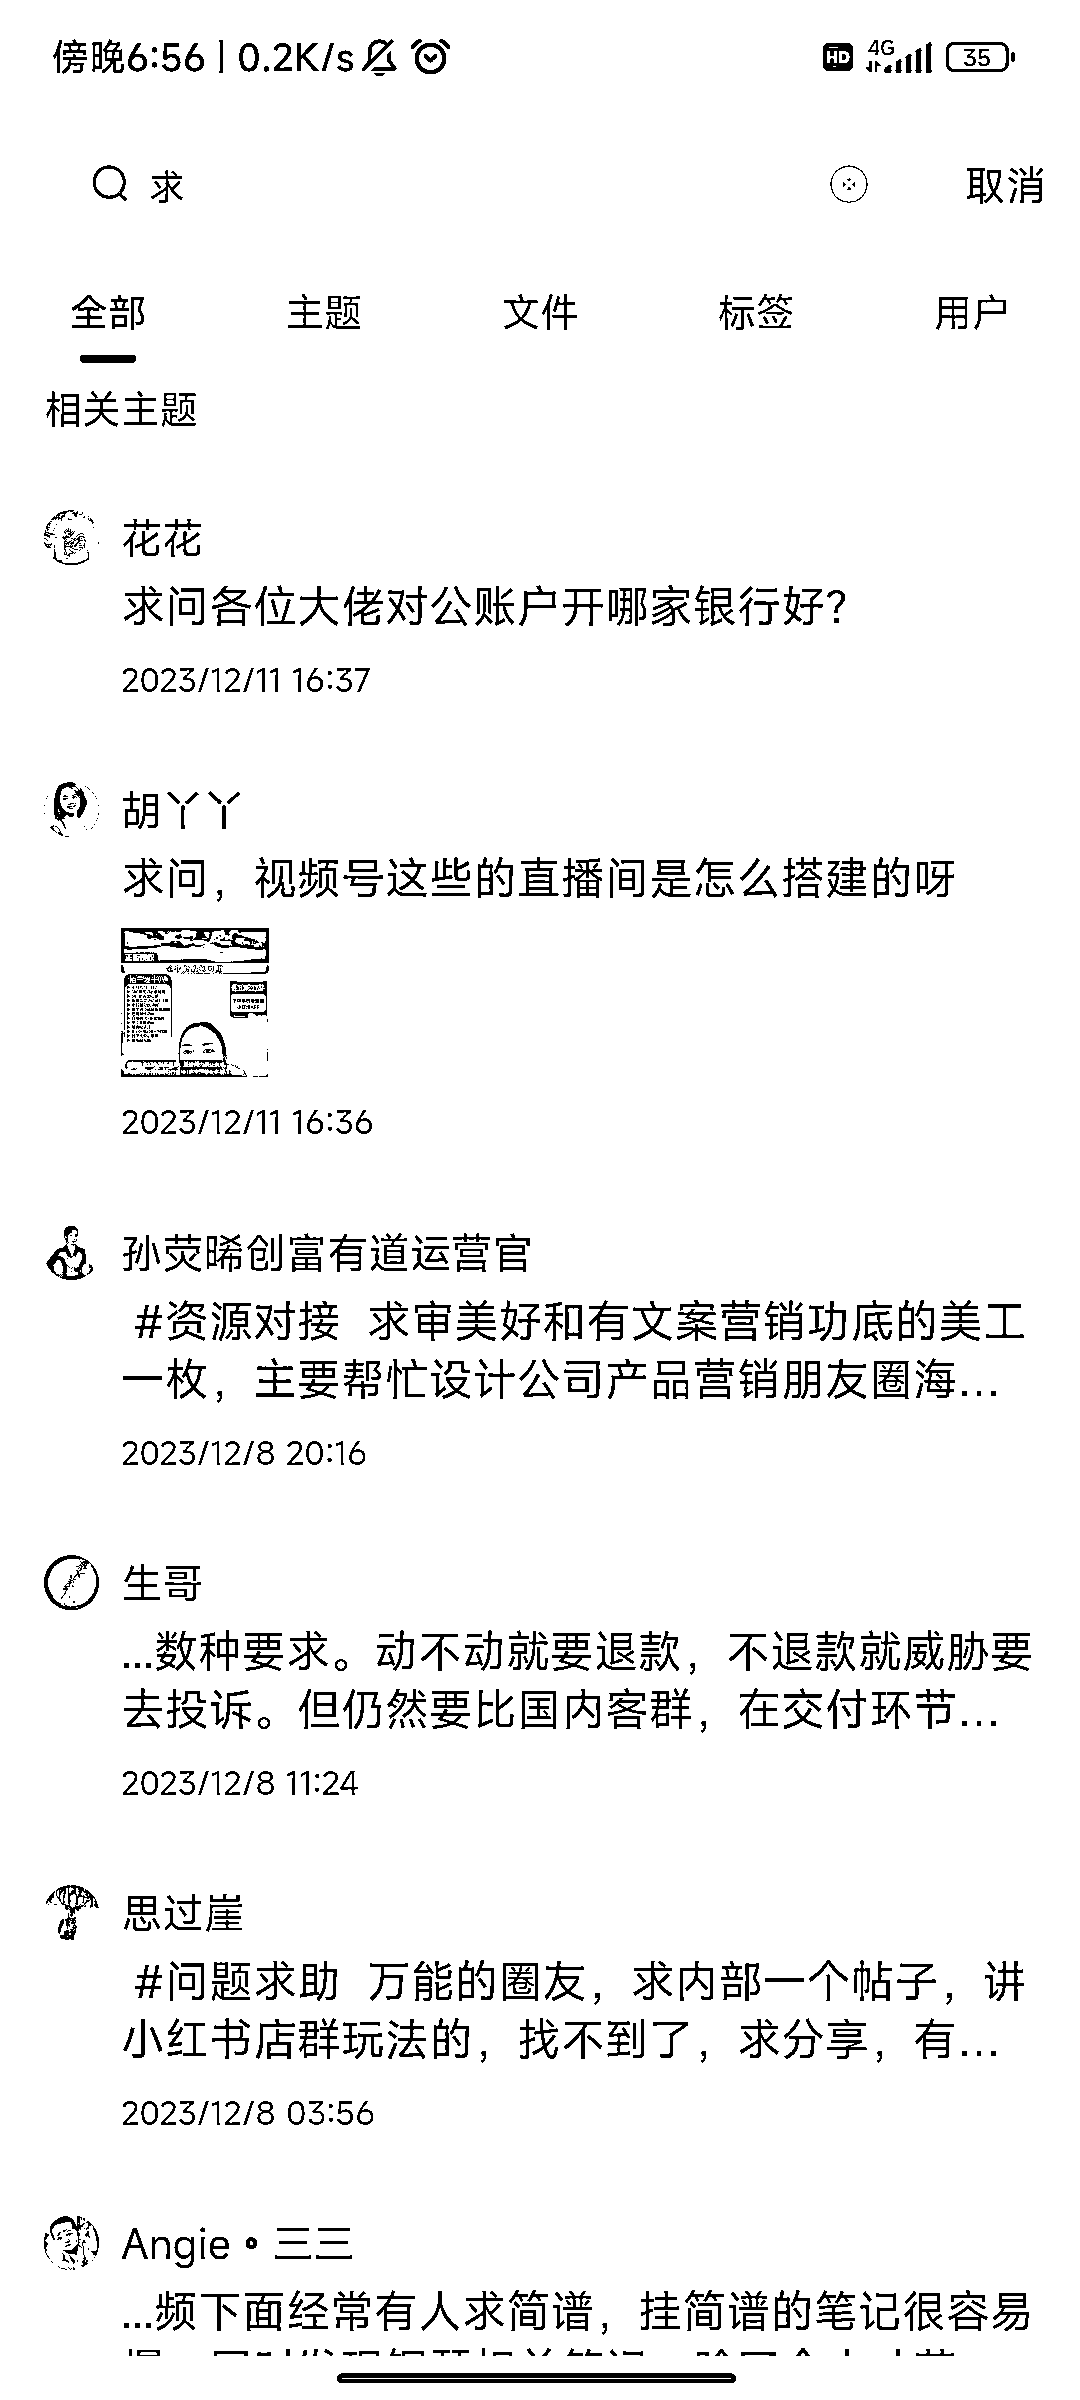 傍晚6:56 | 0.2K/s HD 4G 35
求 取消
全部 主题 文件 标签 用户
相关主题
花花
求问各位大佬对公账户开哪家银行好？
2023/12/11 16:37
胡丫丫
求问，视频号这些的直播间是怎么搭建的呀
2023/12/11 16:36
孙荧晞创富有道运营官
#资源对接 求审美好和有文案营销功底的美工
一枚，主要帮忙设计公司产品营销朋友圈海...
2023/12/8 20:16
生哥
...数种要求。动不动就要退款，不退款就威胁要
去投诉。但仍然要比国内客群，在交付环节...
2023/12/8 11:24
思过崖
#问题求助 万能的圈友，求内部一个帖子，讲
小红书店群玩法的，找不到了，求分享，有...
2023/12/8 03:56
Angie⚬三三
...频下面经常有人求简谱，挂简谱的笔记很容易